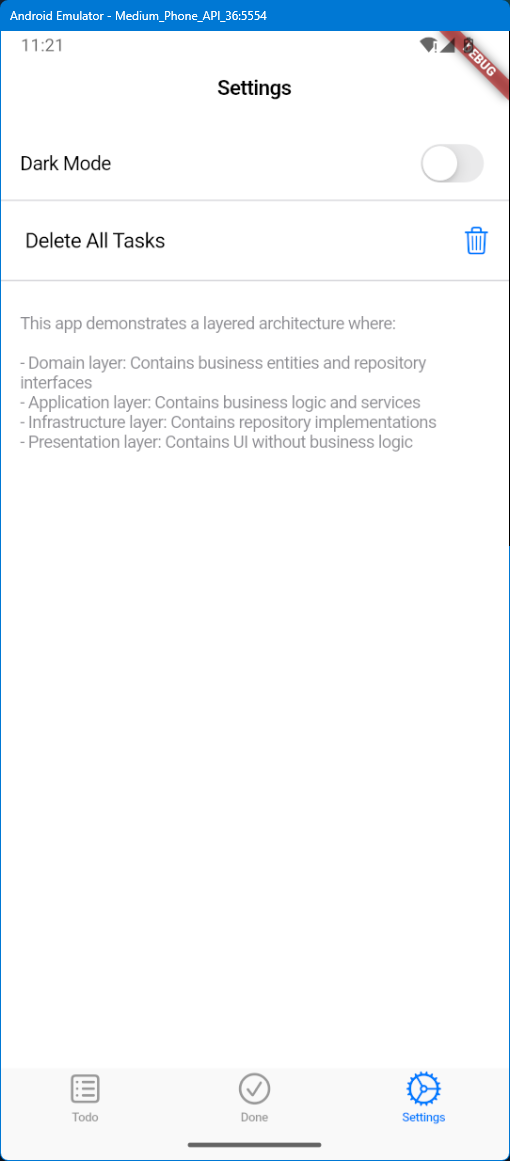 Android Emulator - Medium_Phone_API_36:5554
11:21
DEBUG
Settings
Dark Mode
Delete All Tasks
This app demonstrates a layered architecture where:
- Domain layer: Contains business entities and repository
interfaces
- Application layer: Contains business logic and services
- Infrastructure layer: Contains repository implementations
- Presentation layer: Contains UI without business logic
Todo
Done
Settings